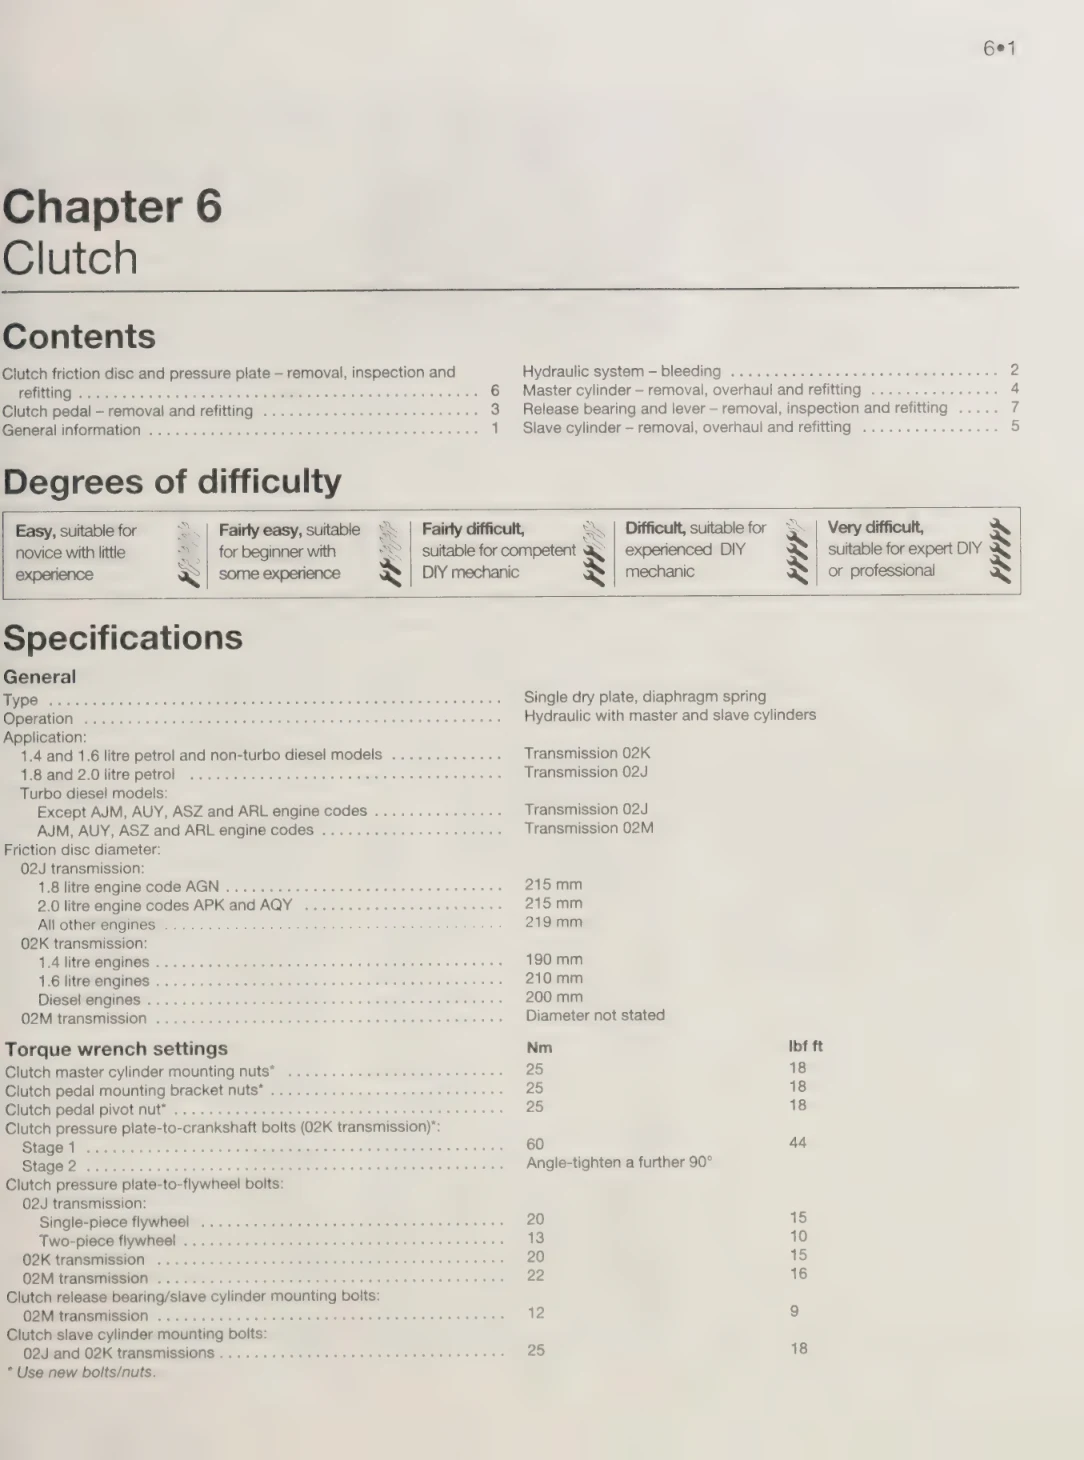 6•1
Chapter 6
Clutch
Contents
Clutch friction disc and pressure plate – removal, inspection and
refitting . . . . . . . . . . . . . . . . . . . . . . . . . . . . . . . . . . . . . . . . . . . . . . 6
Clutch pedal – removal and refitting . . . . . . . . . . . . . . . . . . . . . . . . . 3
General information . . . . . . . . . . . . . . . . . . . . . . . . . . . . . . . . . . . . . . 1
Hydraulic system – bleeding . . . . . . . . . . . . . . . . . . . . . . . . . . . . . . . 2
Master cylinder – removal, overhaul and refitting . . . . . . . . . . . . . . . 4
Release bearing and lever – removal, inspection and refitting . . . . . 7
Slave cylinder – removal, overhaul and refitting . . . . . . . . . . . . . . . . 5
Degrees of difficulty
Easy, suitable for
novice with little
experience
Fairly easy, suitable
for beginner with
some experience
Fairly difficult,
suitable for competent
DIY mechanic
Difficult, suitable for
experienced DIY
mechanic
Very difficult,
suitable for expert DIY
or professional
Specifications
General
Type . . . . . . . . . . . . . . . . . . . . . . . . . . . . . . Single dry plate, diaphragm spring
Operation . . . . . . . . . . . . . . . . . . . . . . . . . . . . . . Hydraulic with master and slave cylinders
Application:
1.4 and 1.6 litre petrol and non-turbo diesel models . . . . . . . . . . . . . Transmission 02K
1.8 and 2.0 litre petrol . . . . . . . . . . . . . . . . . . . . . . . . . . . . . . Transmission 02J
Turbo diesel models:
Except AJM, AUY, ASZ and ARL engine codes . . . . . . . . . . . . . . . Transmission 02J
AJM, AUY, ASZ and ARL engine codes . . . . . . . . . . . . . . . . . . . . . Transmission 02M
Friction disc diameter:
02J transmission:
1.8 litre engine code AGN . . . . . . . . . . . . . . . . . . . . . . . . . . . . . . 215 mm
2.0 litre engine codes APK and AQY . . . . . . . . . . . . . . . . . . . . . . . 215 mm
All other engines . . . . . . . . . . . . . . . . . . . . . . . . . . . . . . 219 mm
02K transmission:
1.4 litre engines . . . . . . . . . . . . . . . . . . . . . . . . . . . . . . 190 mm
1.6 litre engines . . . . . . . . . . . . . . . . . . . . . . . . . . . . . . 210 mm
Diesel engines . . . . . . . . . . . . . . . . . . . . . . . . . . . . . . 200 mm
02M transmission . . . . . . . . . . . . . . . . . . . . . . . . . . . . . . Diameter not stated
Torque wrench settings Nm lbf ft
Clutch master cylinder mounting nuts* . . . . . . . . . . . . . . . . . . . . . . . . . 25 18
Clutch pedal mounting bracket nuts* . . . . . . . . . . . . . . . . . . . . . . . . . . . 25 18
Clutch pedal pivot nut* . . . . . . . . . . . . . . . . . . . . . . . . . . . . . . 25 18
Clutch pressure plate-to-crankshaft bolts (02K transmission)*:
Stage 1 . . . . . . . . . . . . . . . . . . . . . . . . . . . . . . 60 44
Stage 2 . . . . . . . . . . . . . . . . . . . . . . . . . . . . . . Angle-tighten a further 90°
Clutch pressure plate-to-flywheel bolts:
02J transmission:
Single-piece flywheel . . . . . . . . . . . . . . . . . . . . . . . . . . . . . . 20 15
Two-piece flywheel . . . . . . . . . . . . . . . . . . . . . . . . . . . . . . 13 10
02K transmission . . . . . . . . . . . . . . . . . . . . . . . . . . . . . . 20 15
02M transmission . . . . . . . . . . . . . . . . . . . . . . . . . . . . . . 22 16
Clutch release bearing/slave cylinder mounting bolts:
02M transmission . . . . . . . . . . . . . . . . . . . . . . . . . . . . . . 12 9
Clutch slave cylinder mounting bolts:
02J and 02K transmissions . . . . . . . . . . . . . . . . . . . . . . . . . . . . . . 25 18
* Use new bolts/nuts.